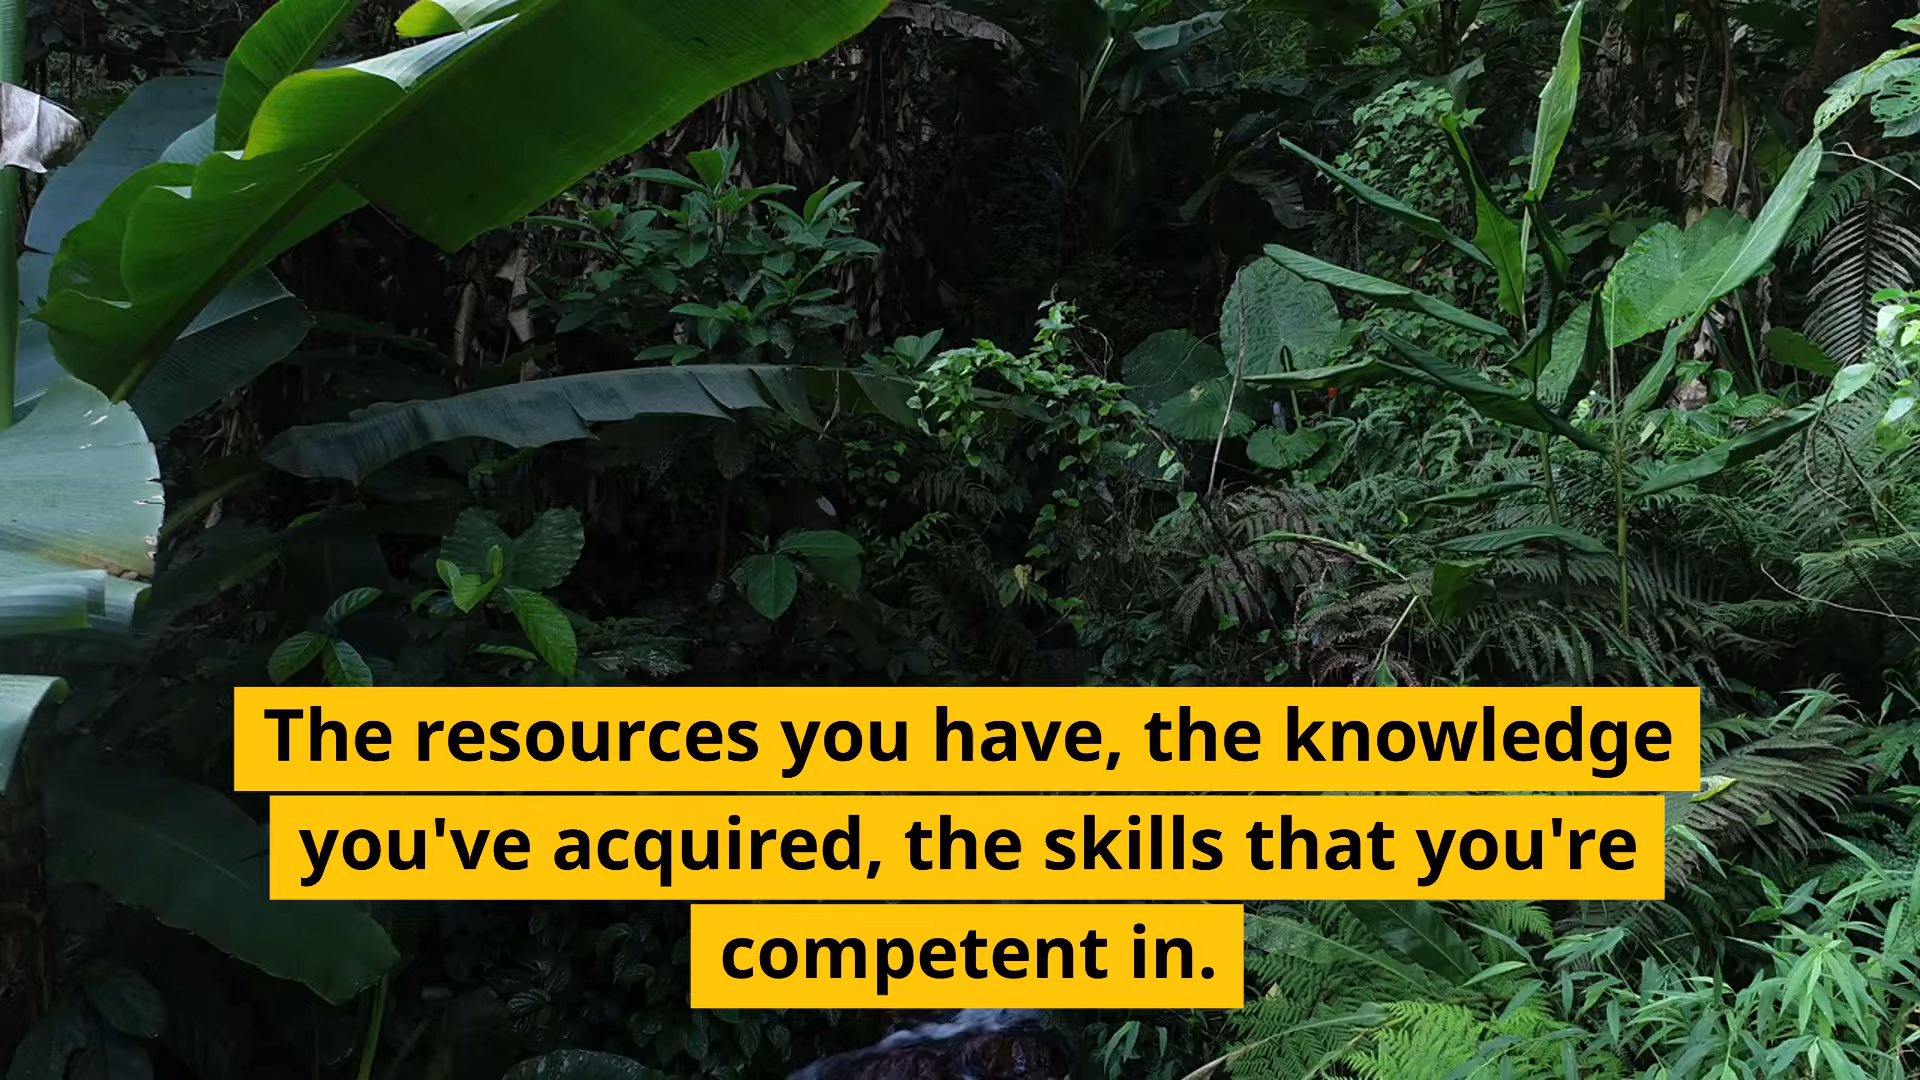 The resources you have, the knowledge
you've acquired, the skills that you're
competent in.